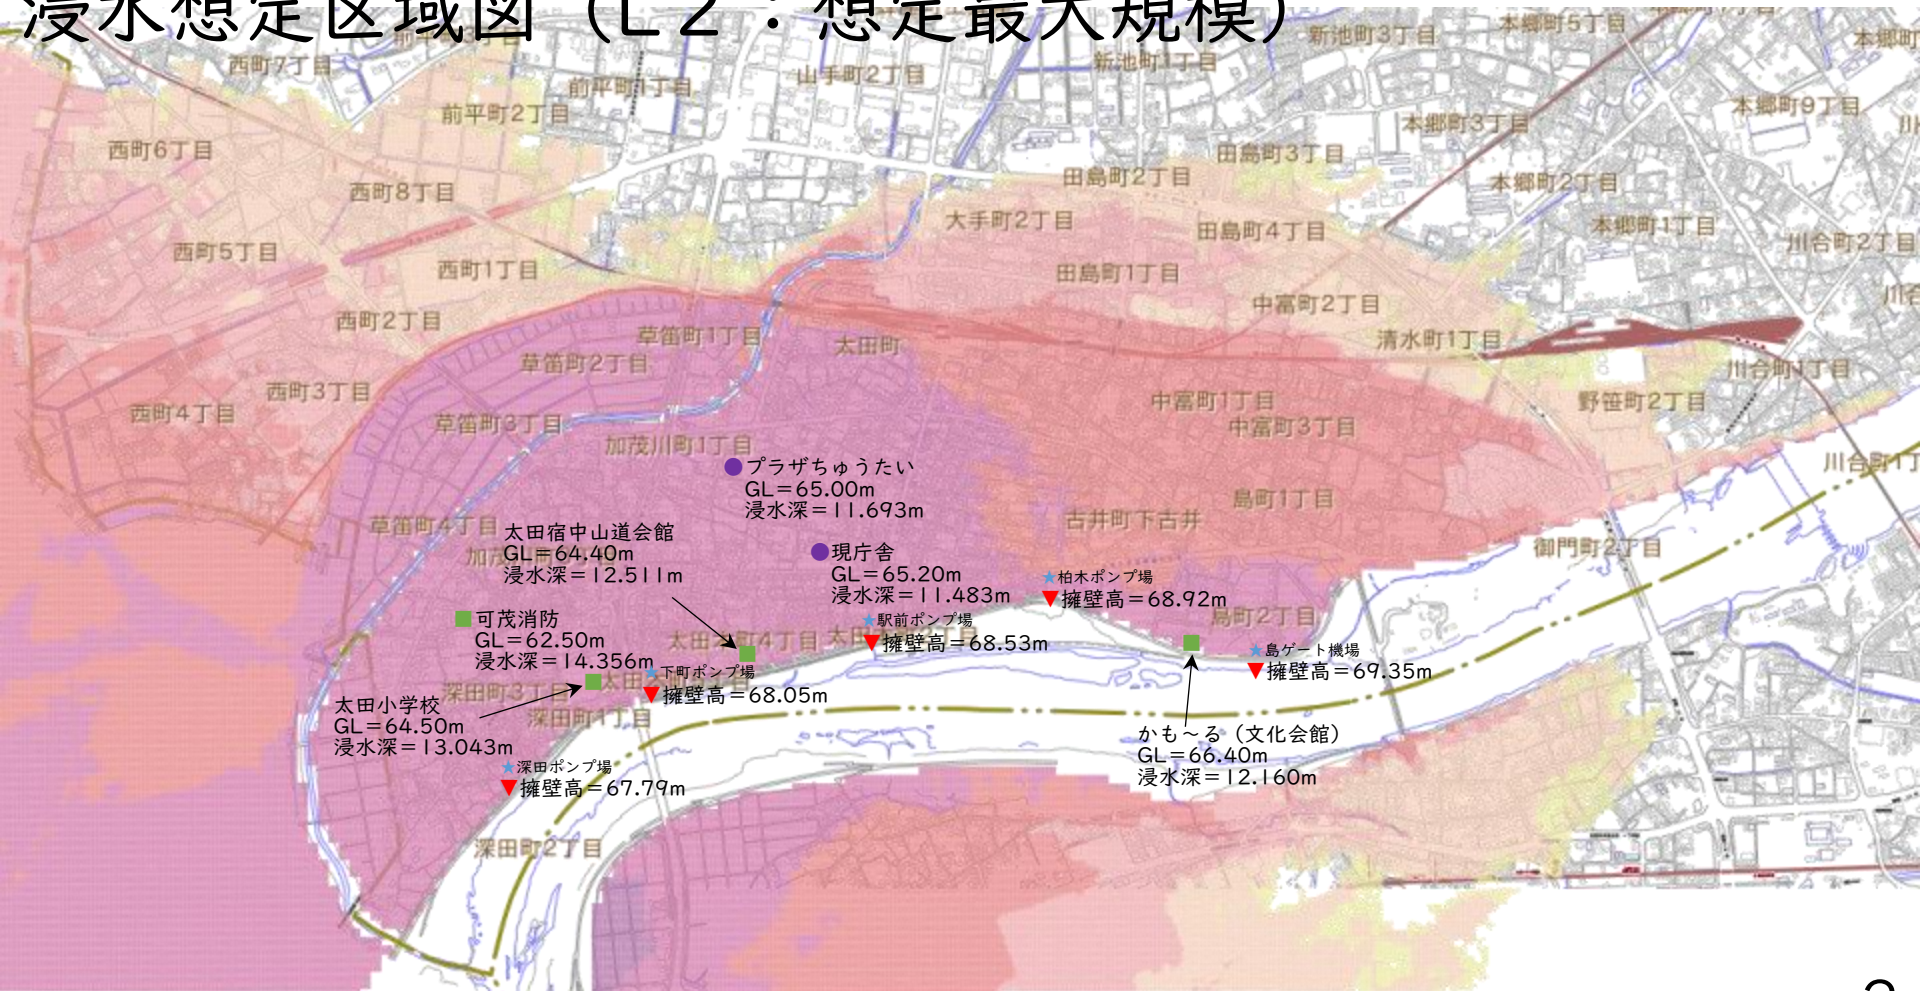 浸水想定区域図（L２：想定最大規模）
西町7丁目
前平町1丁目
山手町2丁目
新池町1丁目
新池町3丁目
本郷町5丁目
前平町2丁目
本郷町9丁目
本郷町3丁目
西町6丁目
田島町3丁目
西町8丁目
田島町2丁目
本郷町2丁目
大手町2丁目
田島町4丁目
本郷町1丁目
川合町2丁目
西町5丁目
西町1丁目
田島町1丁目
中富町2丁目
西町2丁目
草笛町1丁目
太田町
清水町1丁目
草笛町2丁目
川合町1丁目
西町3丁目
西町4丁目
中富町1丁目
野笹町2丁目
草笛町3丁目
中富町3丁目
加茂川町1丁目
川合町1丁
プラザちゅうたい
GL＝65.00m
浸水深＝11.693m
島町1丁目
草笛町4丁目
古井町下古井
太田宿中山道会館
GL＝64.40m
浸水深＝12.511m
現庁舎
GL＝65.20m
浸水深＝11.483m
御門町2丁目
柏木ポンプ場
擁壁高＝68.92m
島町2丁目
可茂消防
GL＝62.50m
浸水深＝14.356m
駅前ポンプ場
擁壁高＝68.53m
島ゲート機場
擁壁高＝69.35m
下町ポンプ場
擁壁高＝68.05m
深田町3丁目
深田町1丁目
太田小学校
GL＝64.50m
浸水深＝13.043m
かも～る（文化会館）
GL＝66.40m
浸水深＝12.160m
深田ポンプ場
擁壁高＝67.79m
深田町2丁目